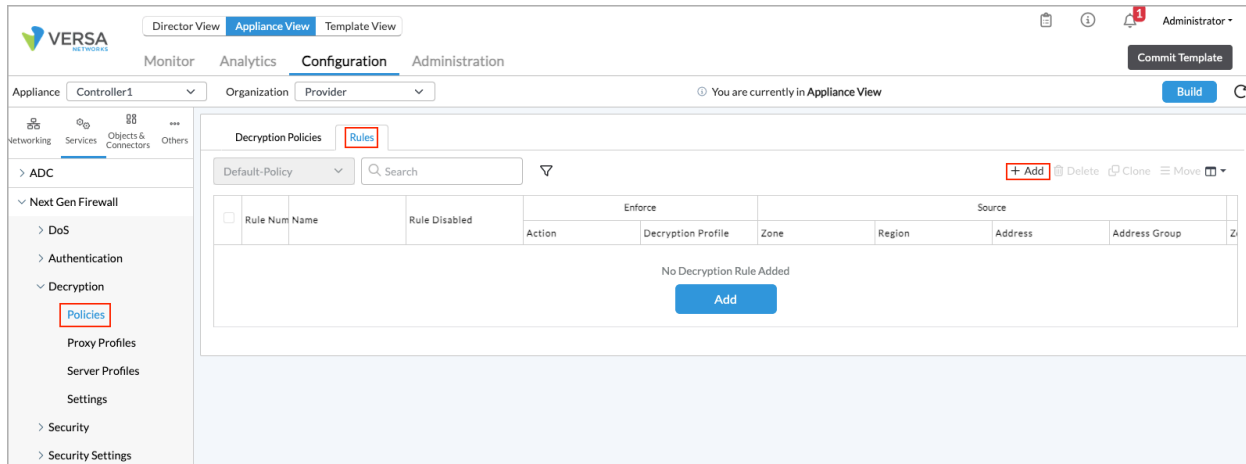 VERSA
NETWORKS
Director View Appliance View Template View
1
Administrator
Monitor Analytics Configuration Administration
Commit Template
Appliance Controller1 Organization Provider You are currently in Appliance View Build
Networking Services Objects & Connectors Others
Decryption Policies Rules
> ADC
Default-Policy Search + Add Delete Clone Move
Next Gen Firewall
Rule Num Name Rule Disabled Enforce Source
Action Decryption Profile Zone Region Address Address Group
> DoS
> Authentication
No Decryption Rule Added
Decryption
Add
Policies
Proxy Profiles
Server Profiles
Settings
> Security
> Security Settings